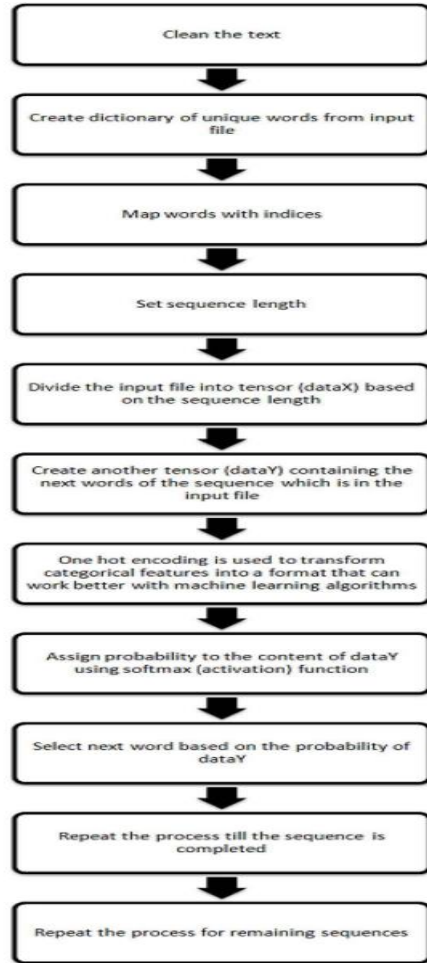 Clean the text
Create dictionary of unique words from input
file
Map words with indices
Set sequence length
Divide the input file into tensor (dataX) based
on the sequence length
Create another tensor (dataY) containing the
next words of the sequence which is in the
input file
One hot encoding is used to transform
categorical features into a format that can
work better with machine learning algorithms
Assign probability to the content of dataY
using softmax (activation) function
Select next word based on the probability of
dataY
Repeat the process till the sequence is
completed
Repeat the process for remaining sequences